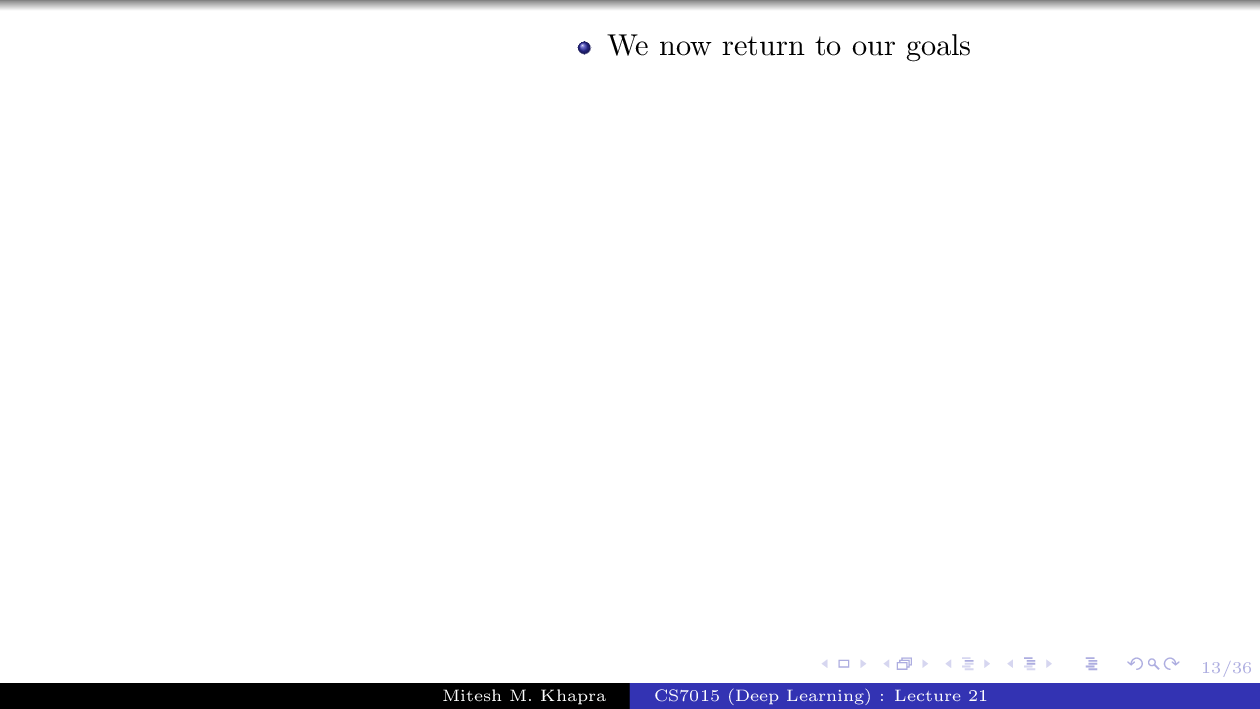 We now return to our goals
13/36
Mitesh M. Khapra
CS7015 (Deep Learning) : Lecture 21